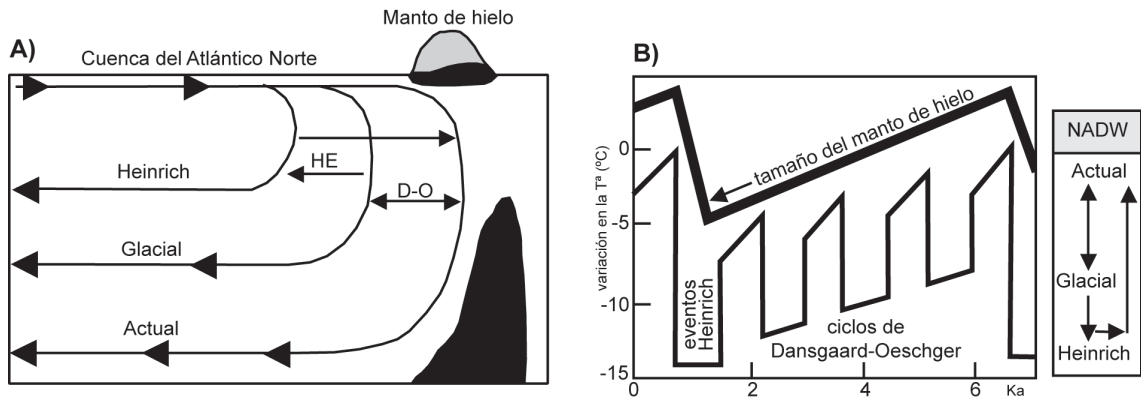 A)
Manto de hielo
Cuenca del Atlántico Norte
HE
Heinrich
D-O
Glacial
Actual
B)
variación en la Tª (ºC)
0
-5
-10
-15
tamaño del manto de hielo
eventos
Heinrich
ciclos de
Dansgaard-Oeschger
0
2
4
6
Ka
NADW
Actual
Glacial
Heinrich